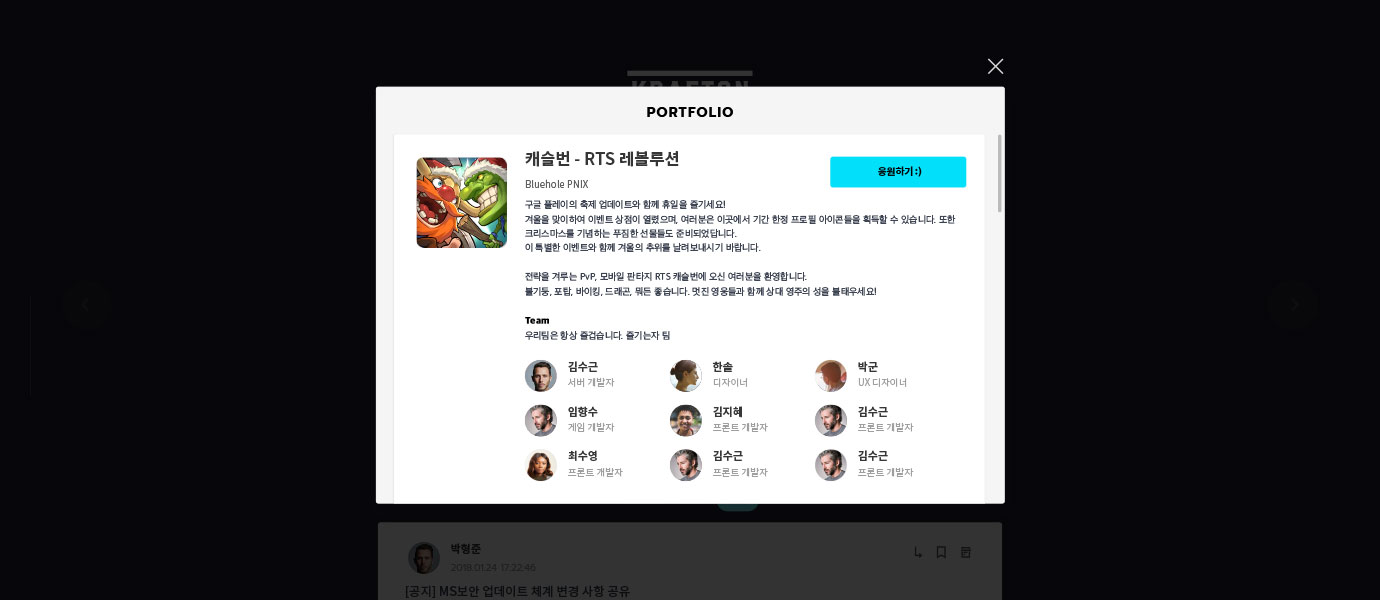 KRAFTON
PORTFOLIO
캐슬번 - RTS 레볼루션
응원하기 :)
Bluehole PNIX
구글 플레이의 축제 업데이트와 함께 휴일을 즐기세요!
겨울을 맞이하여 이벤트 상점이 열렸으며, 여러분은 이곳에서 기간 한정 프로필 아이콘들을 획득할 수 있습니다. 또한
크리스마스를 기념하는 푸짐한 선물들도 준비되었답니다.
이 특별한 이벤트와 함께 겨울의 추위를 날려보내시기 바랍니다.
전략을 겨루는 PvP, 모바일 판타지 RTS 캐슬번에 오신 여러분을 환영합니다.
불기둥, 포탑, 바이킹, 드래곤, 뭐든 좋습니다. 멋진 영웅들과 함께 상대 영주의 성을 불태우세요!
Team
우리팀은 항상 즐겁습니다. 즐기는자 팀
김수근
서버 개발자
한솔
디자이너
박군
UX 디자이너
임향수
게임 개발자
김지혜
프론트 개발자
김수근
프론트 개발자
최수영
프론트 개발자
김수근
프론트 개발자
김수근
프론트 개발자
박형준
2018.01.24 17:22:46
[공지] MS보안 업데이트 체계 변경 사항 공유